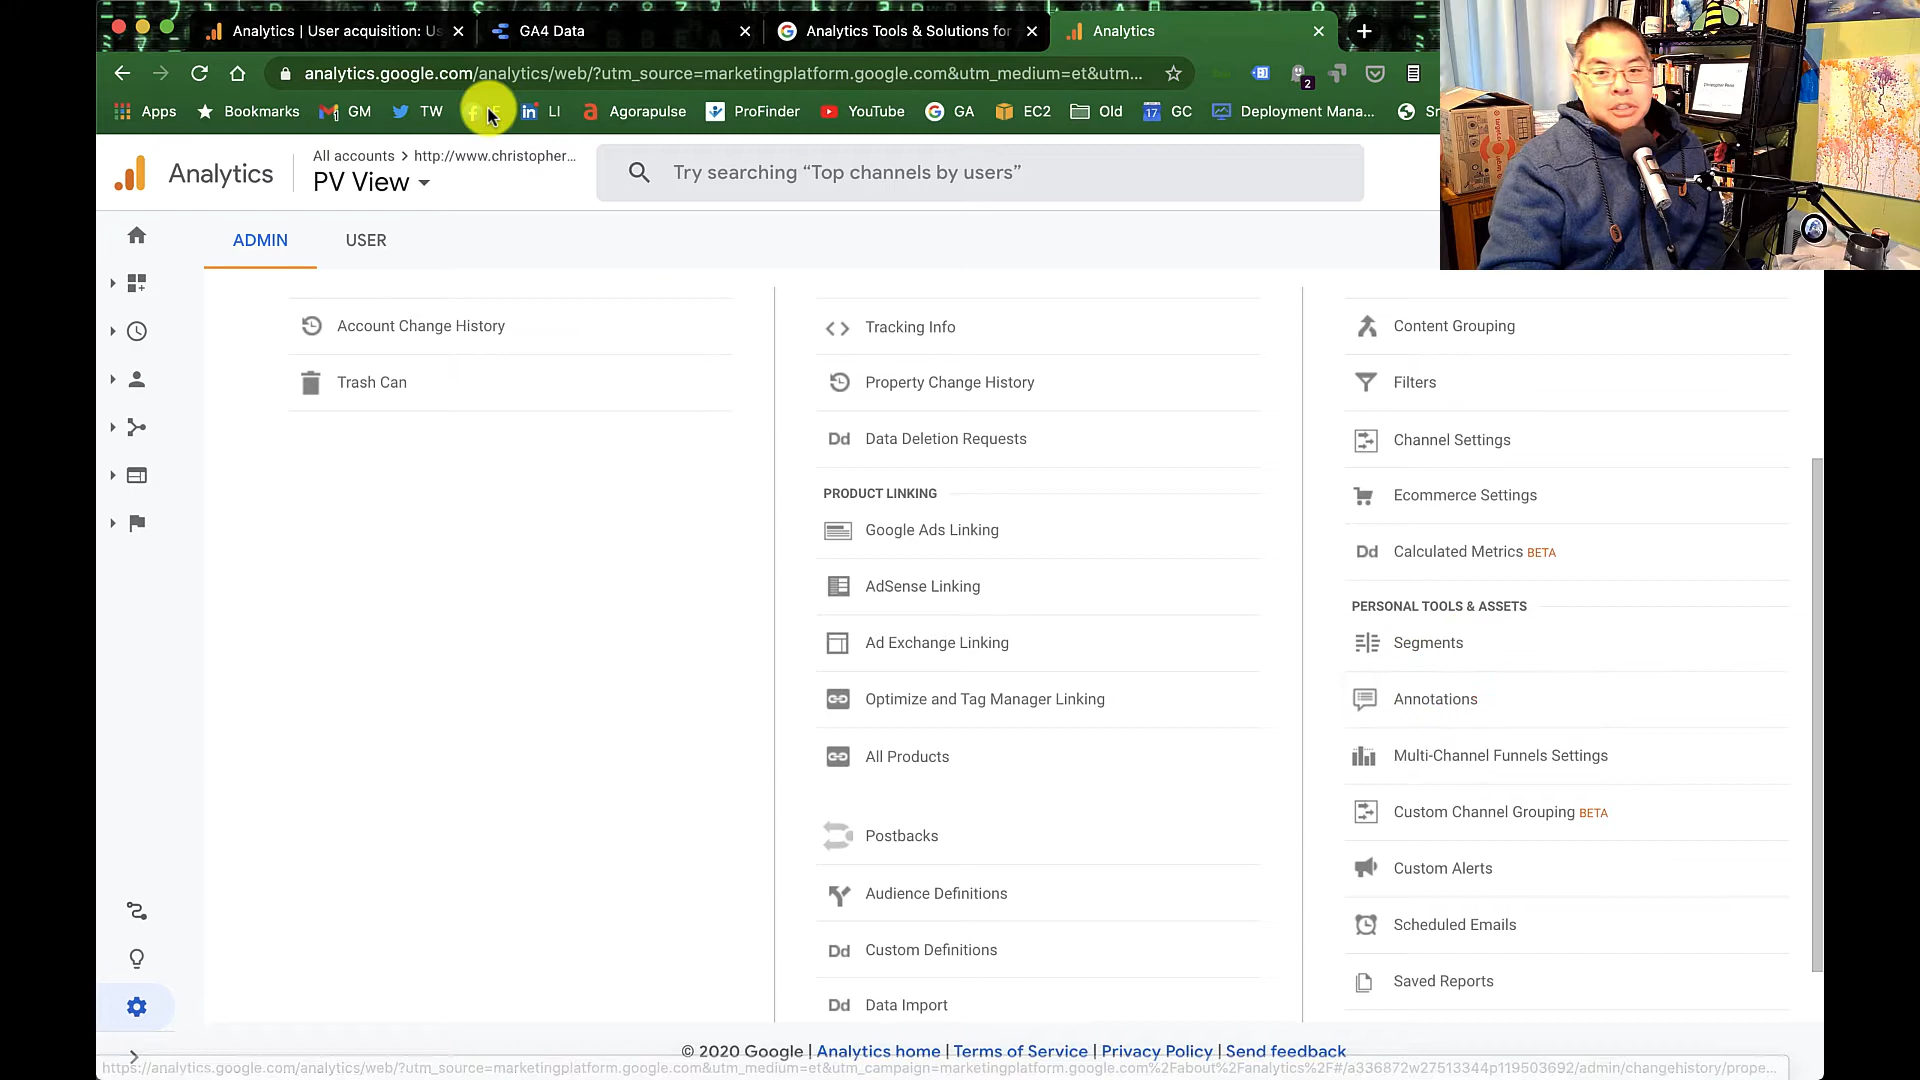 Analytics | User acquisition: Us
GA4 Data
Analytics Tools & Solutions for
Analytics
analytics.google.com/analytics/web/?utm_source=marketingplatform.google.com&utm_medium=et&utm...
2
Apps
Bookmarks
GM
TW
LI
Agorapulse
ProFinder
YouTube
GA
EC2
Old
17 GC
Deployment Mana...
Sn
Analytics
All accounts > http://www.christopher...
PV View
Try searching “Top channels by users”
ADMIN
USER
Account Change History
Trash Can
Tracking Info
Property Change History
Dd Data Deletion Requests
PRODUCT LINKING
Google Ads Linking
AdSense Linking
Ad Exchange Linking
Optimize and Tag Manager Linking
All Products
Postbacks
Audience Definitions
Dd Custom Definitions
Dd Data Import
Content Grouping
Filters
Channel Settings
Ecommerce Settings
Dd Calculated Metrics BETA
PERSONAL TOOLS & ASSETS
Segments
Annotations
Multi-Channel Funnels Settings
Custom Channel Grouping BETA
Custom Alerts
Scheduled Emails
Saved Reports
© 2020 Google | Analytics home | Terms of Service | Privacy Policy | Send feedback
https://analytics.google.com/analytics/web/?utm_source=marketingplatform.google.com&utm_medium=et&utm_campaign=marketingplatform.google.com%2Fabout%2Fanalytics%2F#/a336872w27513344p119503692/admin/changehistory/prope...